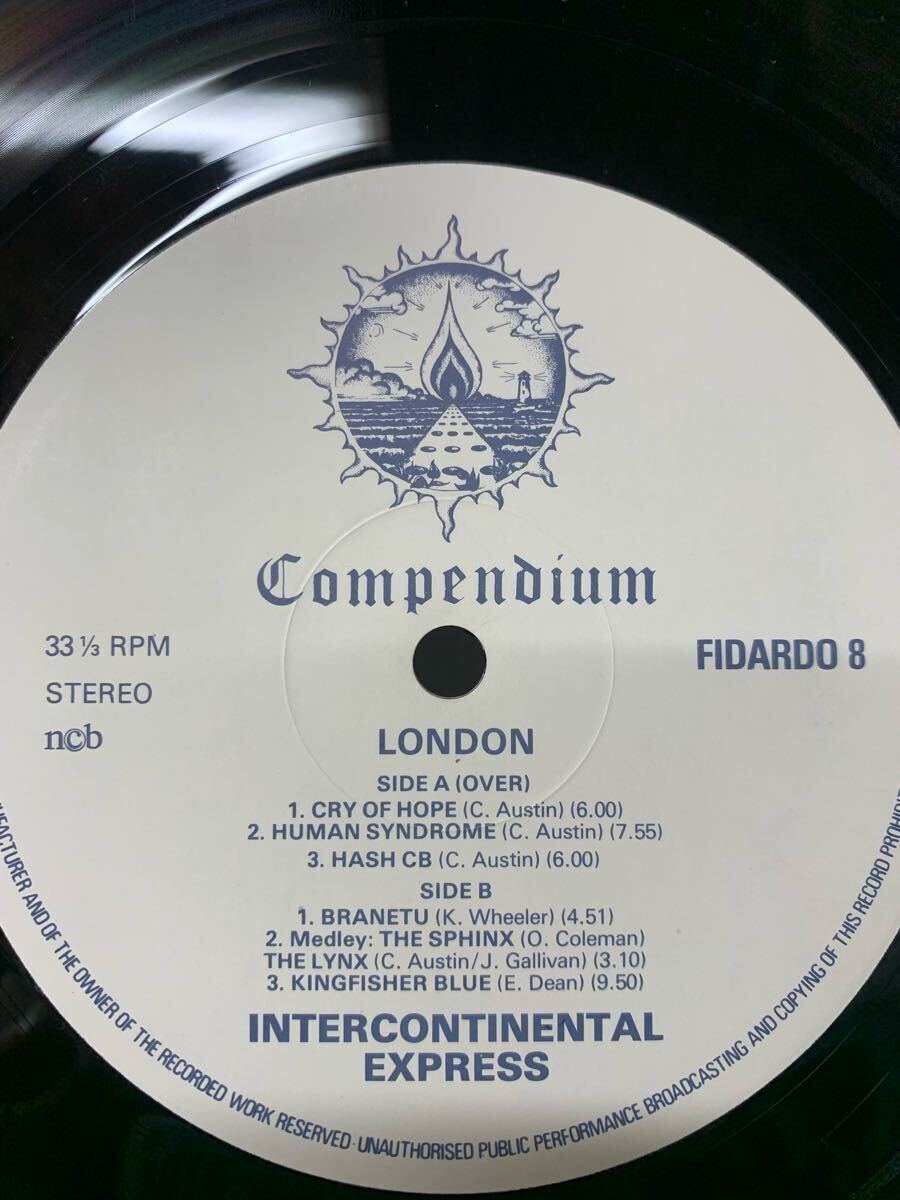 Compendium
33 ⅓ RPM
STEREO
ncb
FIDARDO 8
LONDON
SIDE A (OVER)
1. CRY OF HOPE (C. Austin) (6.00)
2. HUMAN SYNDROME (C. Austin) (7.55)
3. HASH CB (C. Austin) (6.00)
SIDE B
1. BRANETU (K. Wheeler) (4.51)
2. Medley: THE SPHINX (O. Coleman)
THE LYNX (C. Austin/J. Gallivan) (3.10)
3. KINGFISHER BLUE (E. Dean) (9.50)
INTERCONTINENTAL
EXPRESS
AND OF THE OWNER OF THE RECORDED WORK RESERVED · UNAUTHORISED PUBLIC PERFORMANCE BROADCASTING AND COPYING OF THIS RECORD